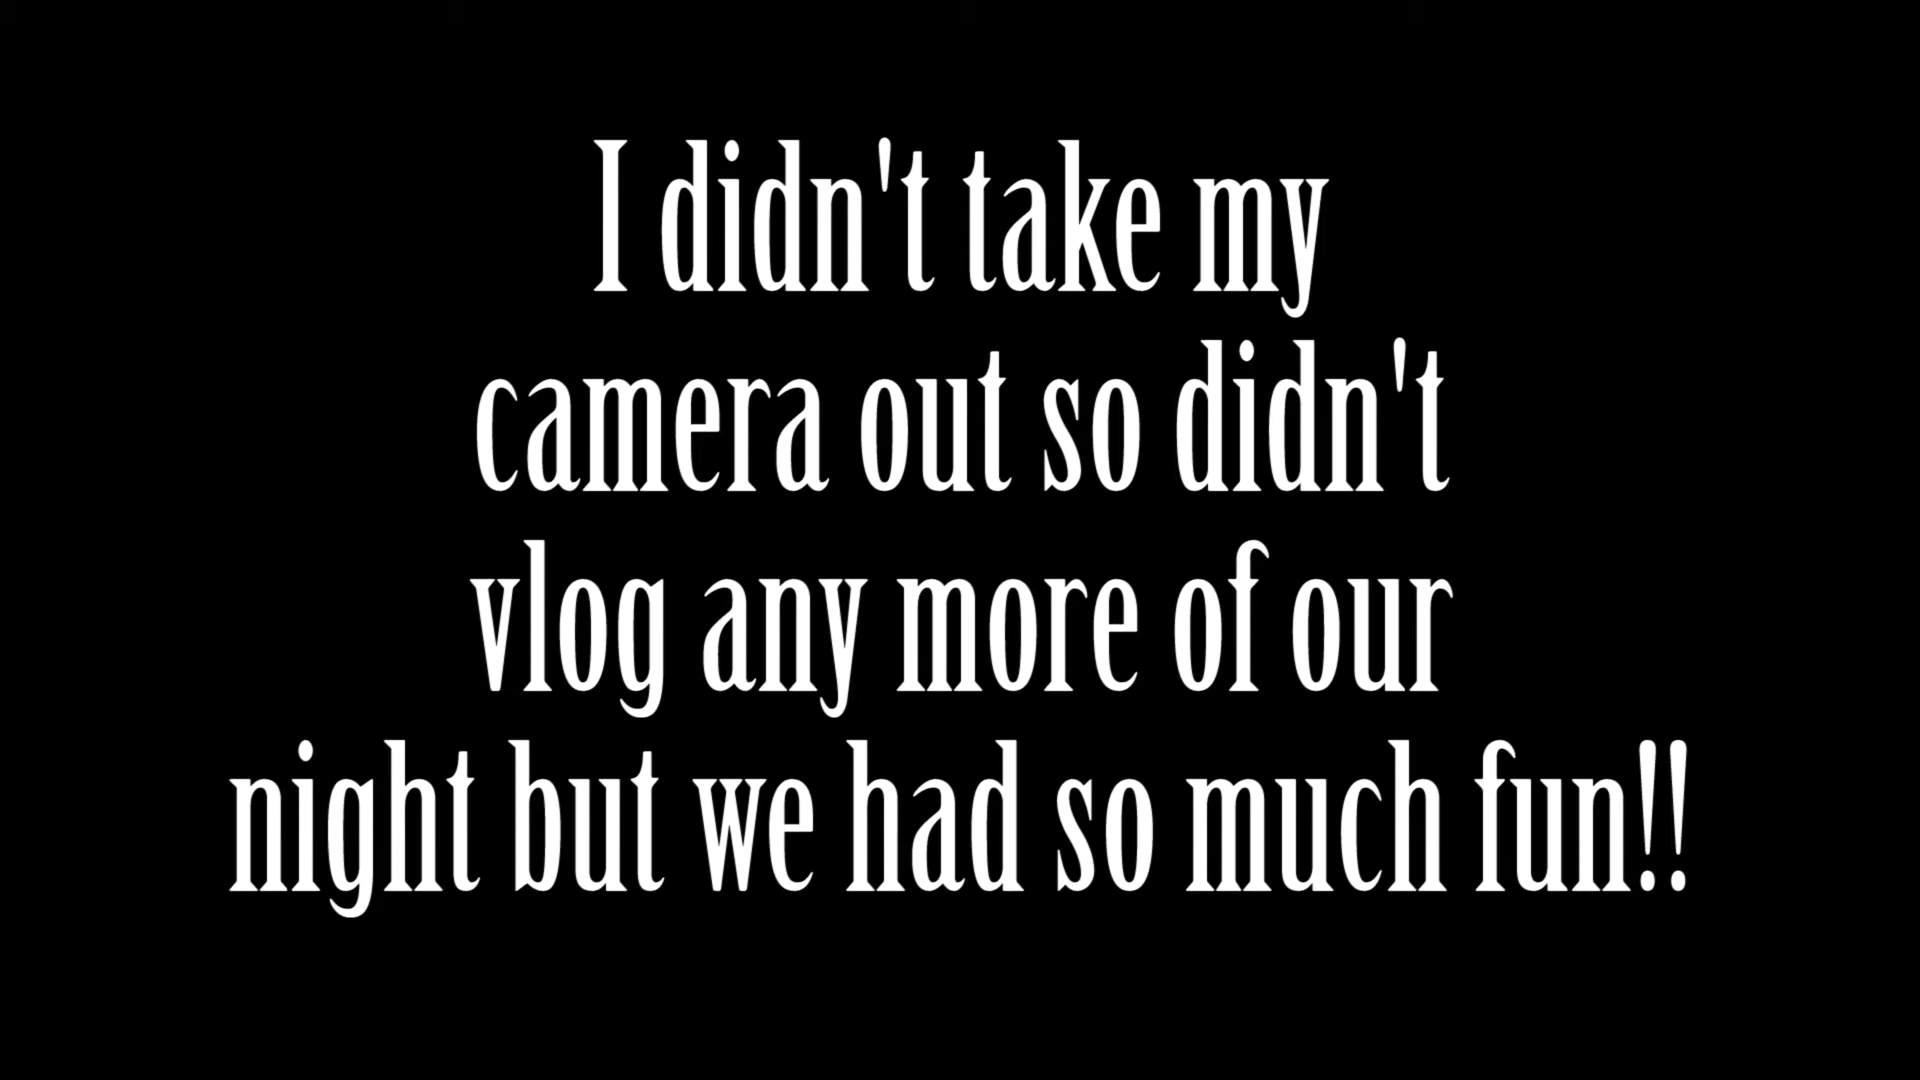 I didn't take my
camera out so didn't
vlog any more of our
night but we had so much fun!!